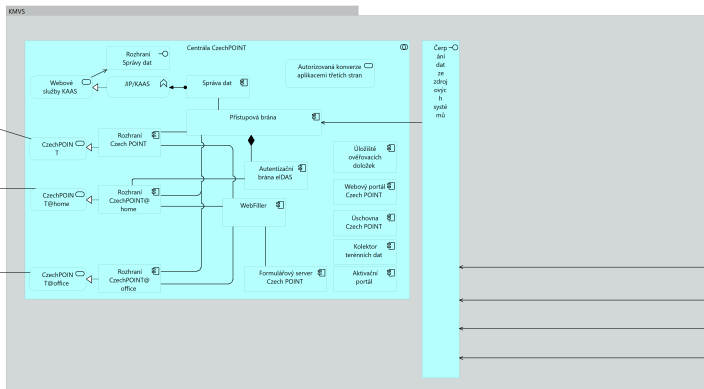 KMVS
Centrála CzechPOINT
Rozhraní
Správy dat
Webové
služby KAAS
JIP/KAAS
Správa dat
Autorizovaná konverze
aplikacemi třetích stran
Přístupová brána
CzechPOIN
T
Rozhraní
Czech POINT
Autentizační
brána eIDAS
CzechPOIN
T@home
Rozhraní
CzechPOINT@
home
WebFiller
CzechPOIN
T@office
Rozhraní
CzechPOINT@
office
Formulářový server
Czech POINT
Úložiště
ověřovacích
doložek
Webový portál
Czech POINT
Úschovna
Czech POINT
Kolektor
terénních dat
Aktivační
portál
Čerp
ání
dat
ze
zdroj
ovýc
h
systé
mů